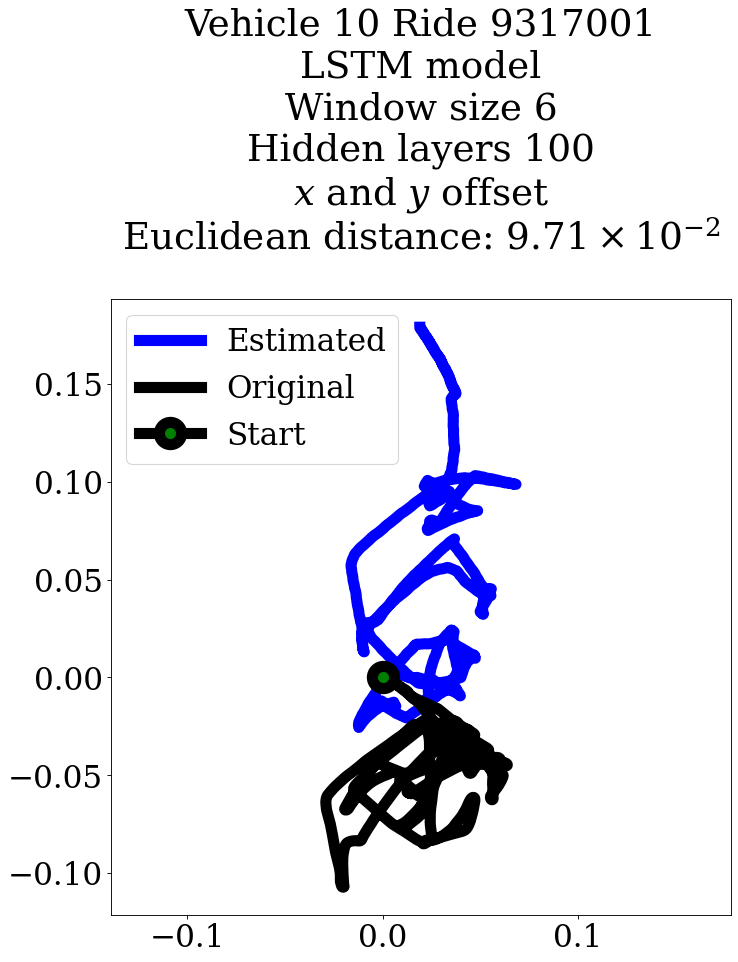 Vehicle 10 Ride 9317001
LSTM model
Window size 6
Hidden layers 100
x and y offset
Euclidean distance: 9.71 × 10⁻²
Estimated
Original
Start
0.15
0.10
0.05
0.00
−0.05
−0.10
−0.1 0.0 0.1